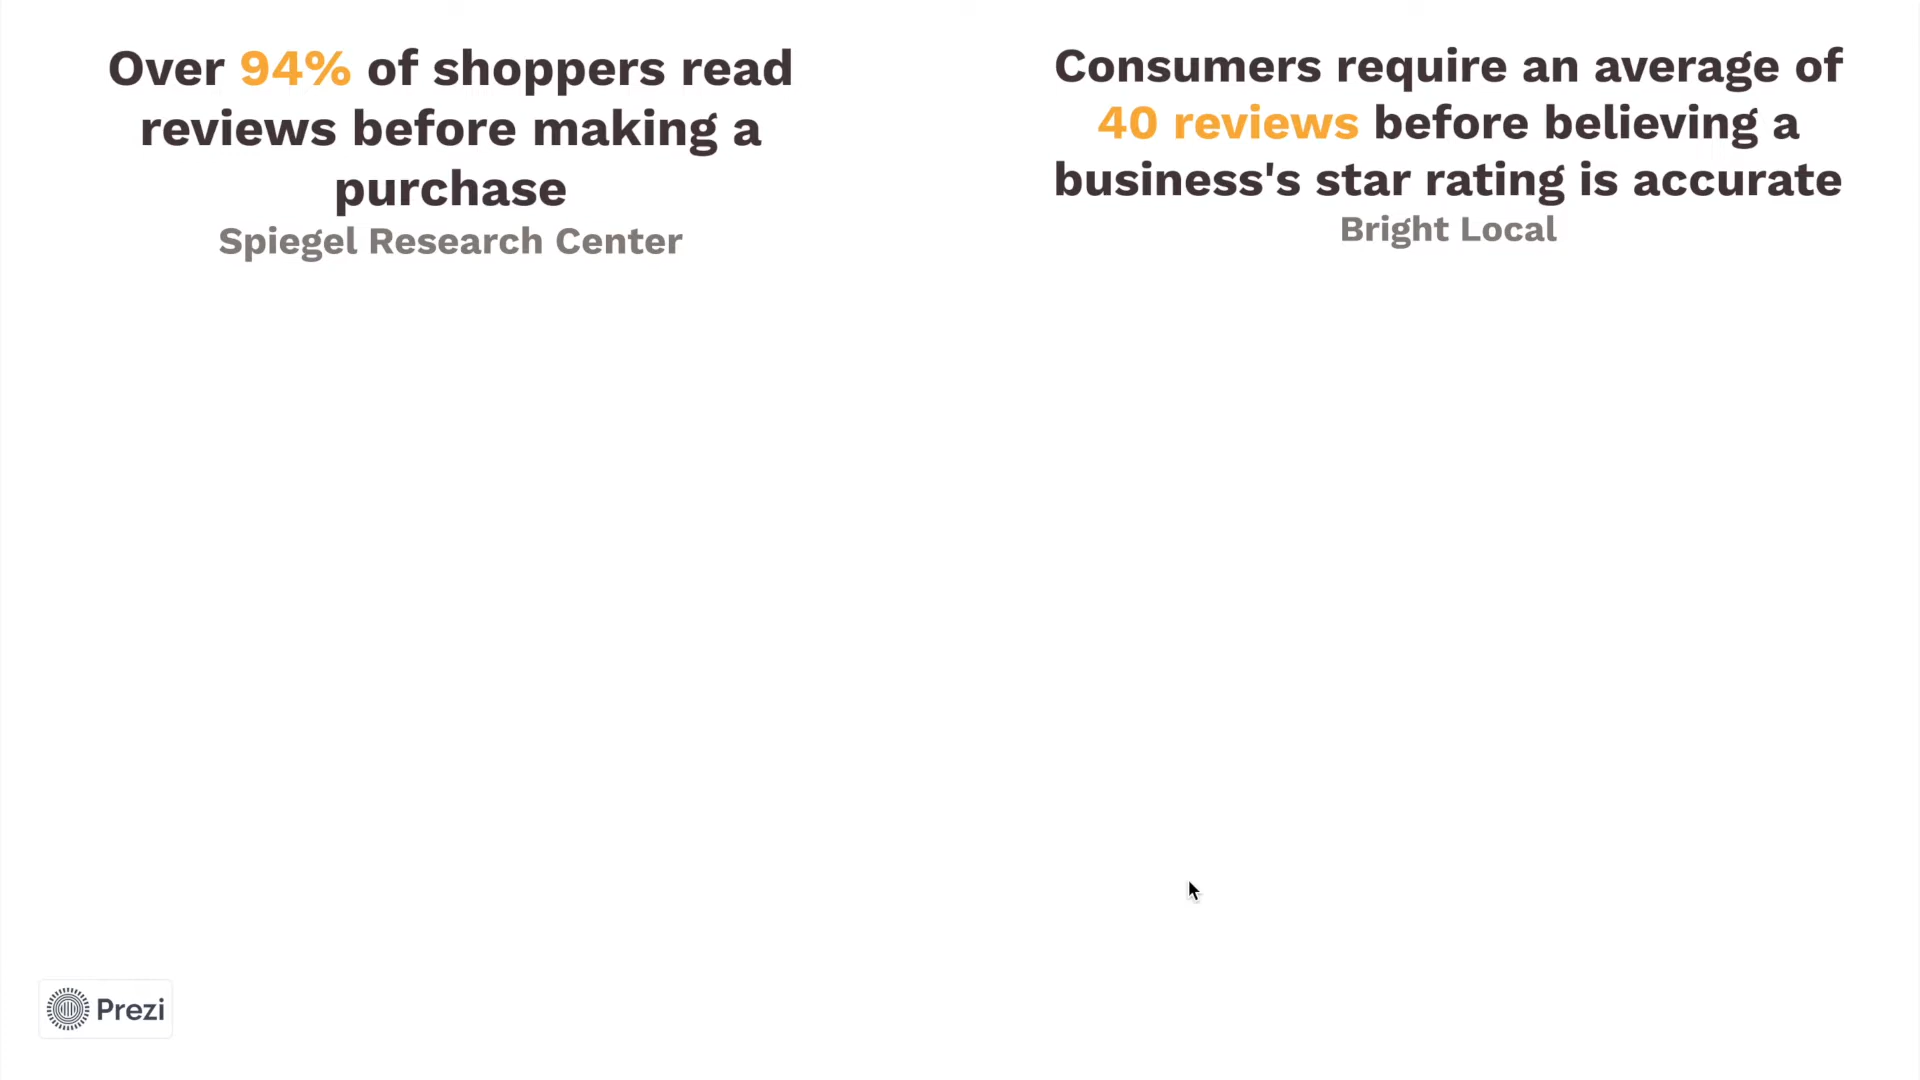 Over 94% of shoppers read
reviews before making a
purchase
Spiegel Research Center
Consumers require an average of
40 reviews before believing a
business's star rating is accurate
Bright Local
Prezi